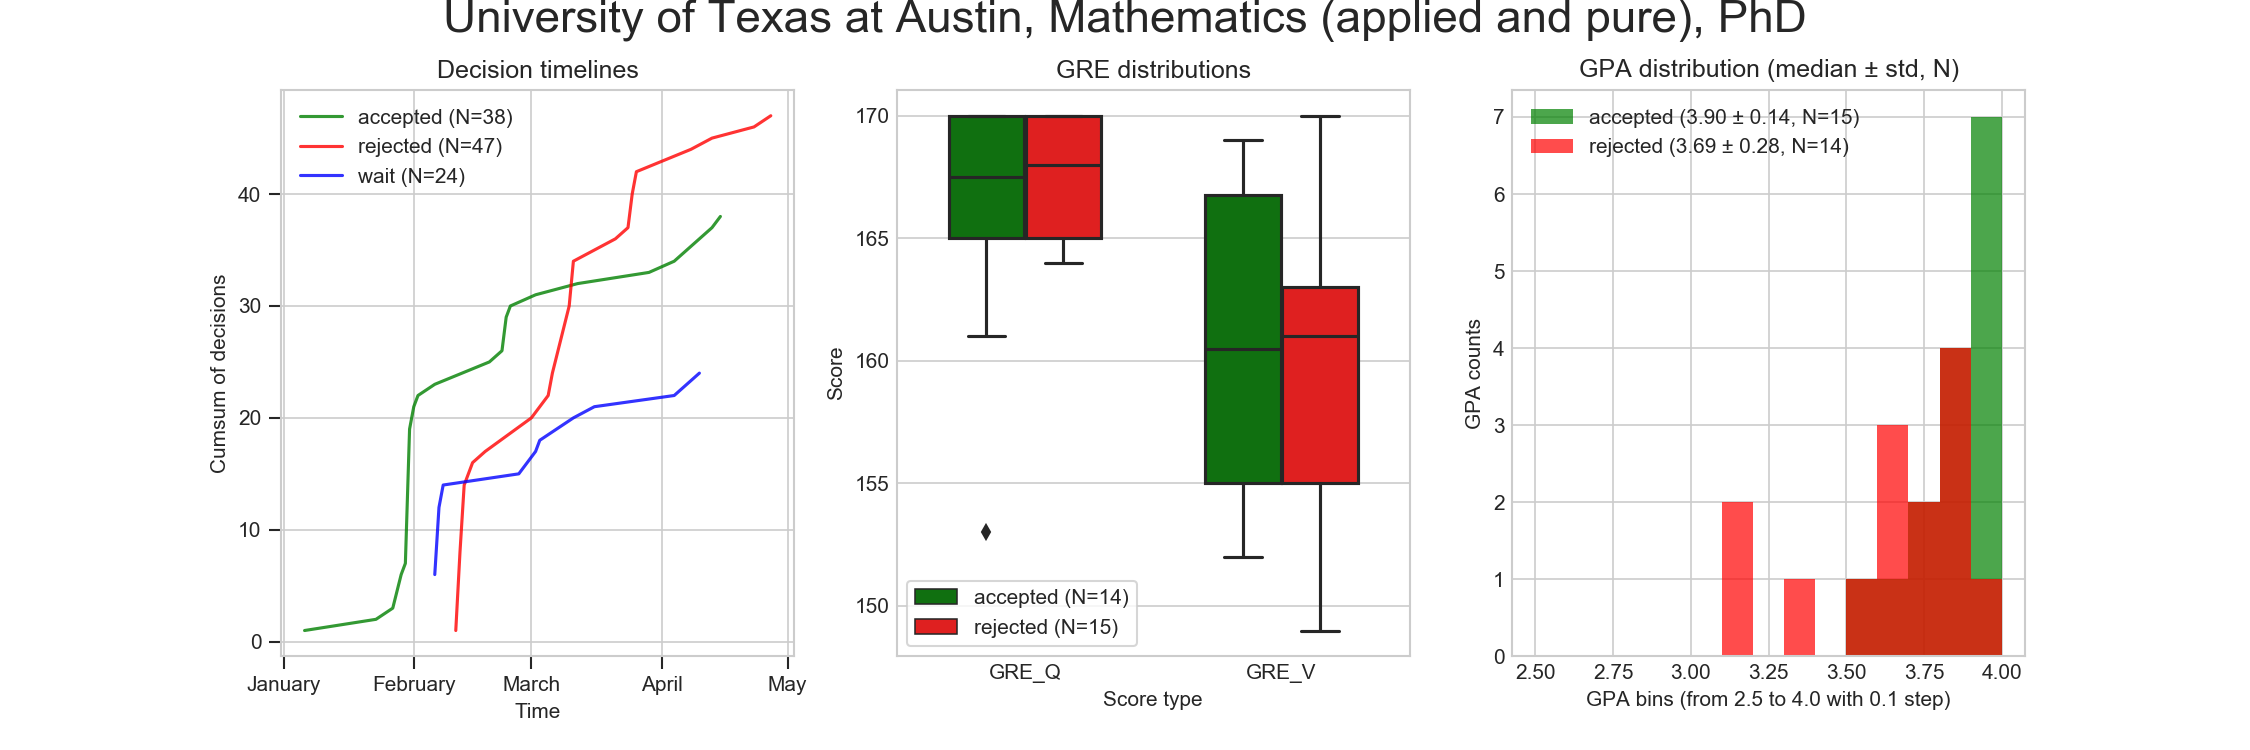 University of Texas at Austin, Mathematics (applied and pure), PhD
Decision timelines
accepted (N=38)
rejected (N=47)
wait (N=24)
40
30
20
10
0
Cumsum of decisions
January February March April May
Time
GRE distributions
170
165
160
155
150
Score
accepted (N=14)
rejected (N=15)
GRE_Q GRE_V
Score type
GPA distribution (median ± std, N)
accepted (3.90 ± 0.14, N=15)
rejected (3.69 ± 0.28, N=14)
7
6
5
4
3
2
1
0
GPA counts
2.50 2.75 3.00 3.25 3.50 3.75 4.00
GPA bins (from 2.5 to 4.0 with 0.1 step)